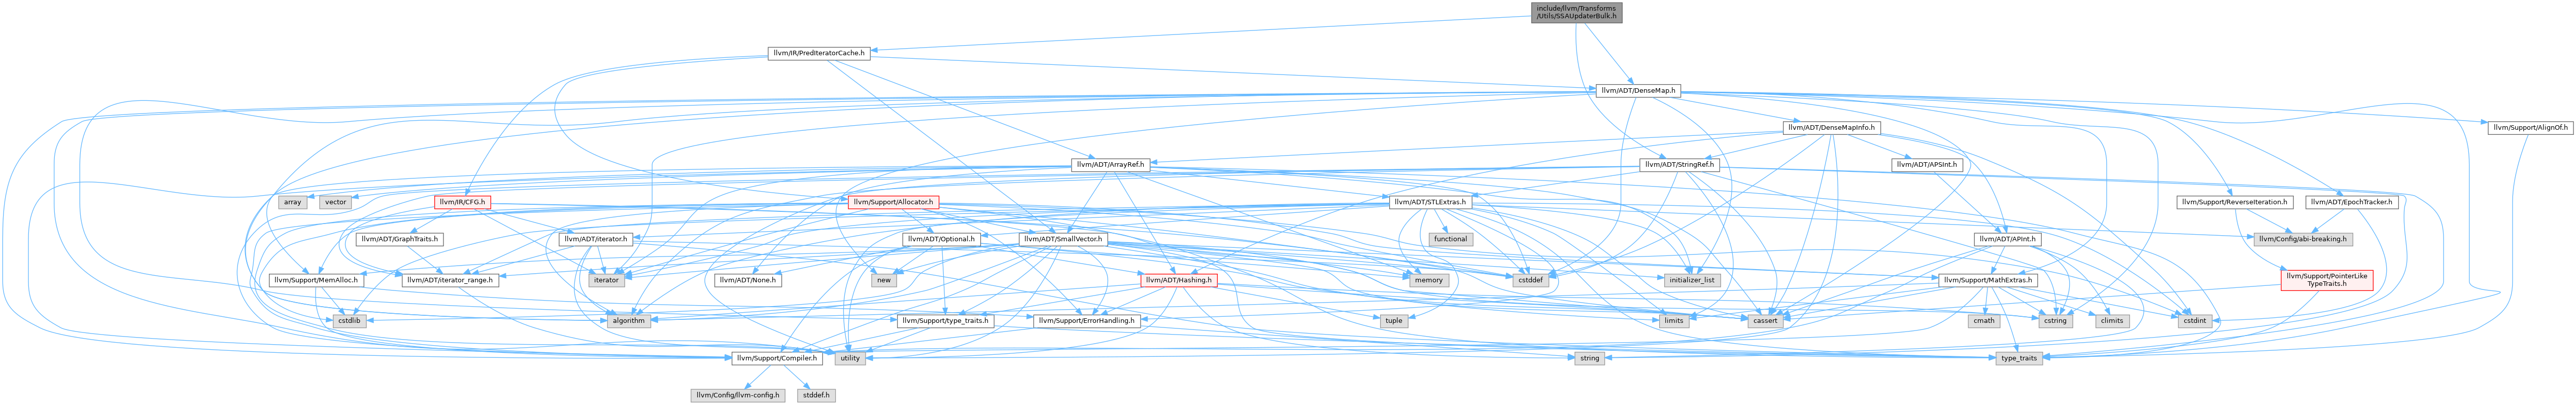 include/llvm/Transforms
/Utils/SSAUpdaterBulk.h
llvm/IR/PredIteratorCache.h
llvm/ADT/DenseMap.h
llvm/ADT/DenseMapInfo.h
llvm/Support/AlignOf.h
llvm/ADT/ArrayRef.h
llvm/ADT/StringRef.h
llvm/ADT/APSInt.h
array
vector
llvm/IR/CFG.h
llvm/Support/Allocator.h
llvm/ADT/STLExtras.h
llvm/Support/ReverseIteration.h
llvm/ADT/EpochTracker.h
llvm/ADT/GraphTraits.h
llvm/ADT/iterator.h
llvm/ADT/Optional.h
llvm/ADT/SmallVector.h
functional
llvm/ADT/APInt.h
llvm/Config/abi-breaking.h
llvm/Support/MemAlloc.h
llvm/ADT/iterator_range.h
iterator
llvm/ADT/None.h
new
llvm/ADT/Hashing.h
memory
cstddef
initializer_list
llvm/Support/MathExtras.h
llvm/Support/PointerLike
TypeTraits.h
cstdlib
algorithm
llvm/Support/type_traits.h
llvm/Support/ErrorHandling.h
tuple
limits
cassert
cmath
cstring
climits
cstdint
llvm/Support/Compiler.h
utility
string
type_traits
llvm/Config/llvm-config.h
stddef.h